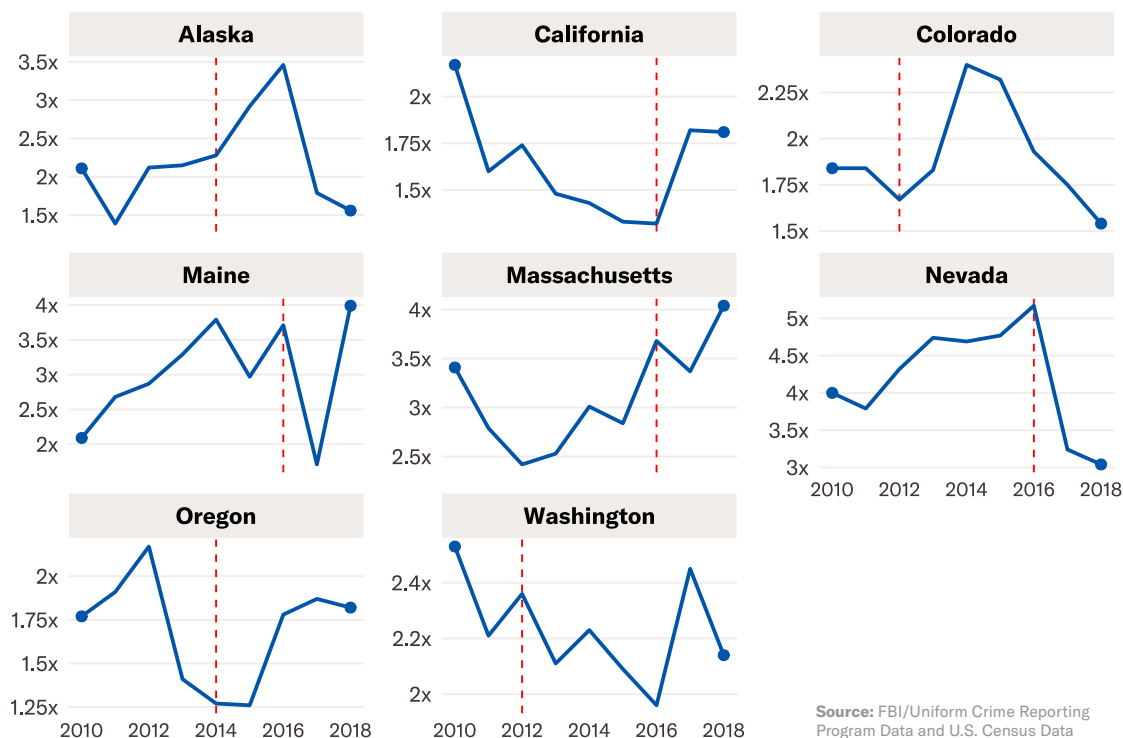 Alaska
3.5x
3x
2.5x
2x
1.5x
California
2x
1.75x
1.5x
Colorado
2.25x
2x
1.75x
1.5x
Maine
4x
3.5x
3x
2.5x
2x
Massachusetts
4x
3.5x
3x
2.5x
Nevada
5x
4.5x
4x
3.5x
3x
2010 2012 2014 2016 2018
Oregon
2x
1.75x
1.5x
1.25x
2010 2012 2014 2016 2018
Washington
2.4x
2.2x
2x
2010 2012 2014 2016 2018
Source: FBI/Uniform Crime Reporting
Program Data and U.S. Census Data